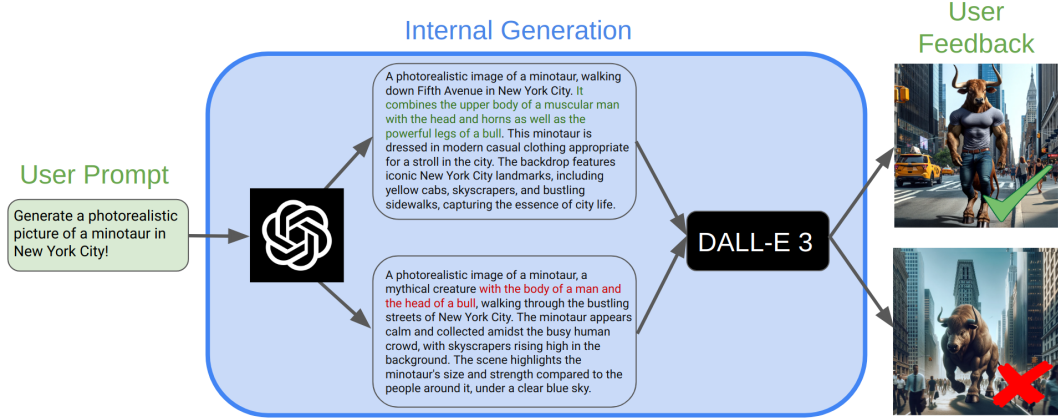 Internal Generation
User
Feedback
User Prompt
Generate a photorealistic
picture of a minotaur in
New York City!
A photorealistic image of a minotaur, walking
down Fifth Avenue in New York City. It
combines the upper body of a muscular man
with the head and horns as well as the
powerful legs of a bull. This minotaur is
dressed in modern casual clothing appropriate
for a stroll in the city. The backdrop features
iconic New York City landmarks, including
yellow cabs, skyscrapers, and bustling
sidewalks, capturing the essence of city life.
A photorealistic image of a minotaur, a
mythical creature with the body of a man and
the head of a bull, walking through the bustling
streets of New York City. The minotaur appears
calm and collected amidst the busy human
crowd, with skyscrapers rising high in the
background. The scene highlights the
minotaur's size and strength compared to the
people around it, under a clear blue sky.
DALL-E 3